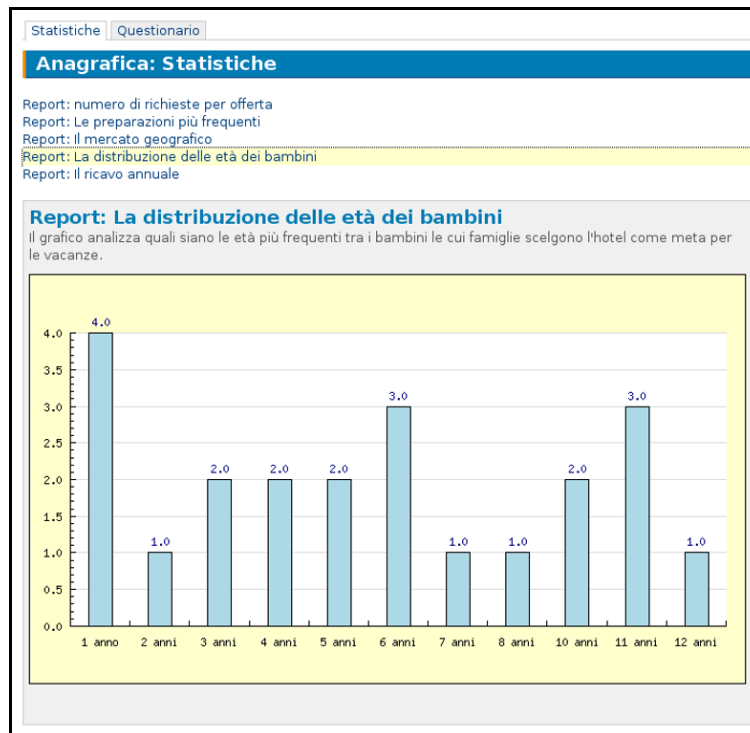 Statistiche Questionario
Anagrafica: Statistiche
Report: numero di richieste per offerta
Report: Le preparazioni più frequenti
Report: Il mercato geografico
Report: La distribuzione delle età dei bambini
Report: Il ricavo annuale
Report: La distribuzione delle età dei bambini
Il grafico analizza quali siano le età più frequenti tra i bambini le cui famiglie scelgono l'hotel come meta per
le vacanze.
4.0
4.0
3.5
3.0 3.0 3.0
2.5
2.0 2.0 2.0 2.0
2.0
1.5
1.0 1.0 1.0 1.0
1.0
0.5
0.0
1 anno 2 anni 3 anni 4 anni 5 anni 6 anni 7 anni 8 anni 10 anni 11 anni 12 anni